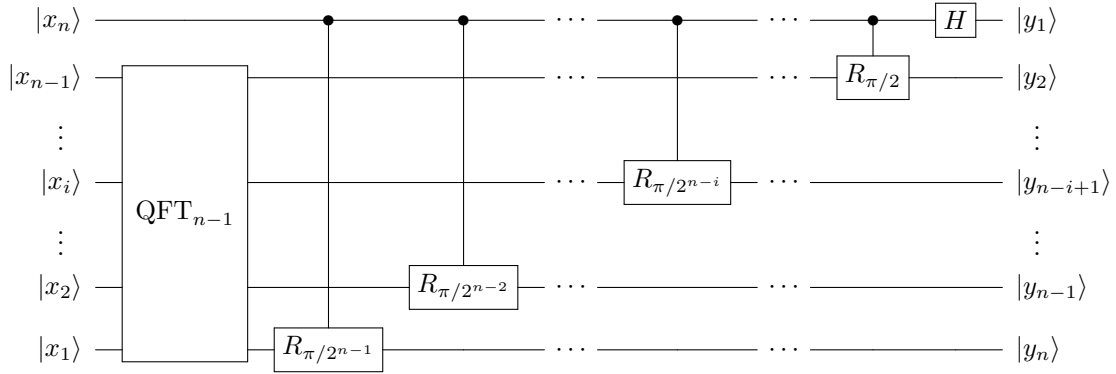 |x_n⟩ ··· ··· H |y_1⟩
|x_{n−1}⟩ ··· ··· R_{π/2} |y_2⟩
⋮ ⋮
|x_i⟩ QFT_{n−1} ··· R_{π/2^{n−i}} ··· |y_{n−i+1}⟩
⋮ ⋮
|x_2⟩ R_{π/2^{n−2}} ··· ··· |y_{n−1}⟩
|x_1⟩ R_{π/2^{n−1}} ··· ··· |y_n⟩